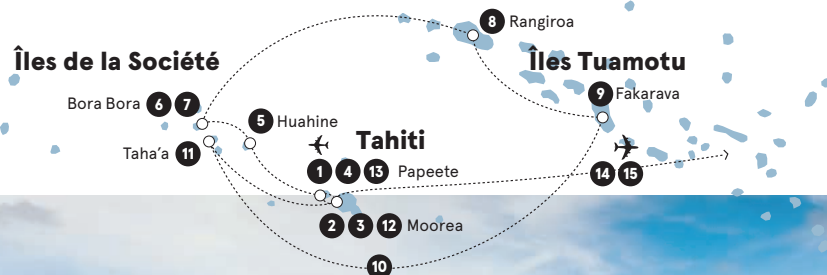 8 Rangiroa
Îles de la Société
Îles Tuamotu
Bora Bora 6 7
9 Fakarava
5 Huahine
Tahiti
Taha'a 11
1 4 13 Papeete
14 15
2 3 12 Moorea
10